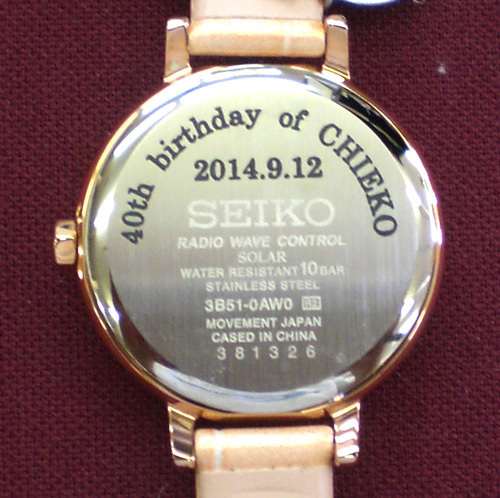 40th birthday of CHIEKO
2014.9.12
SEIKO
RADIO WAVE CONTROL
SOLAR
WATER RESISTANT 10 BAR
STAINLESS STEEL
3B51-0AW0
MOVEMENT JAPAN
CASED IN CHINA
381326